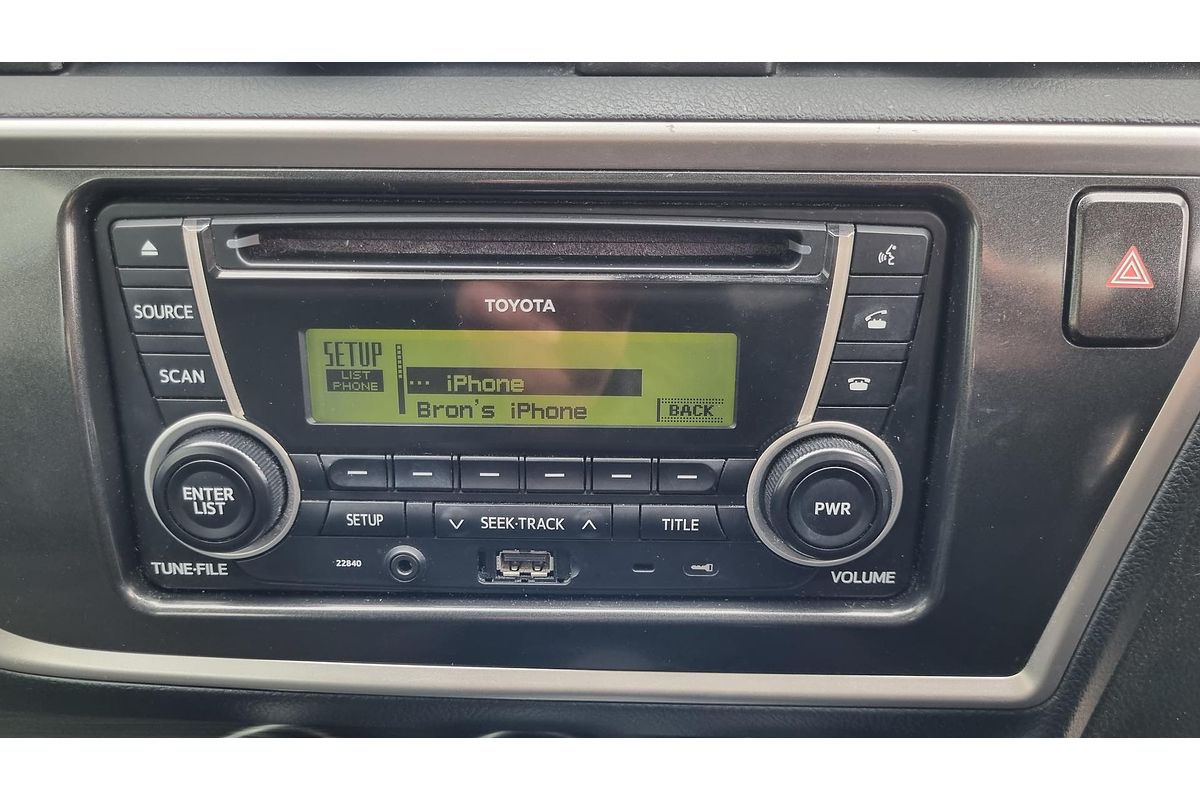 TOYOTA
SOURCE
SCAN
SETUP
LIST
PHONE
... iPhone
Bron's iPhone
BACK
ENTER
LIST
TUNE·FILE
SETUP
SEEK·TRACK
TITLE
PWR
VOLUME
22840